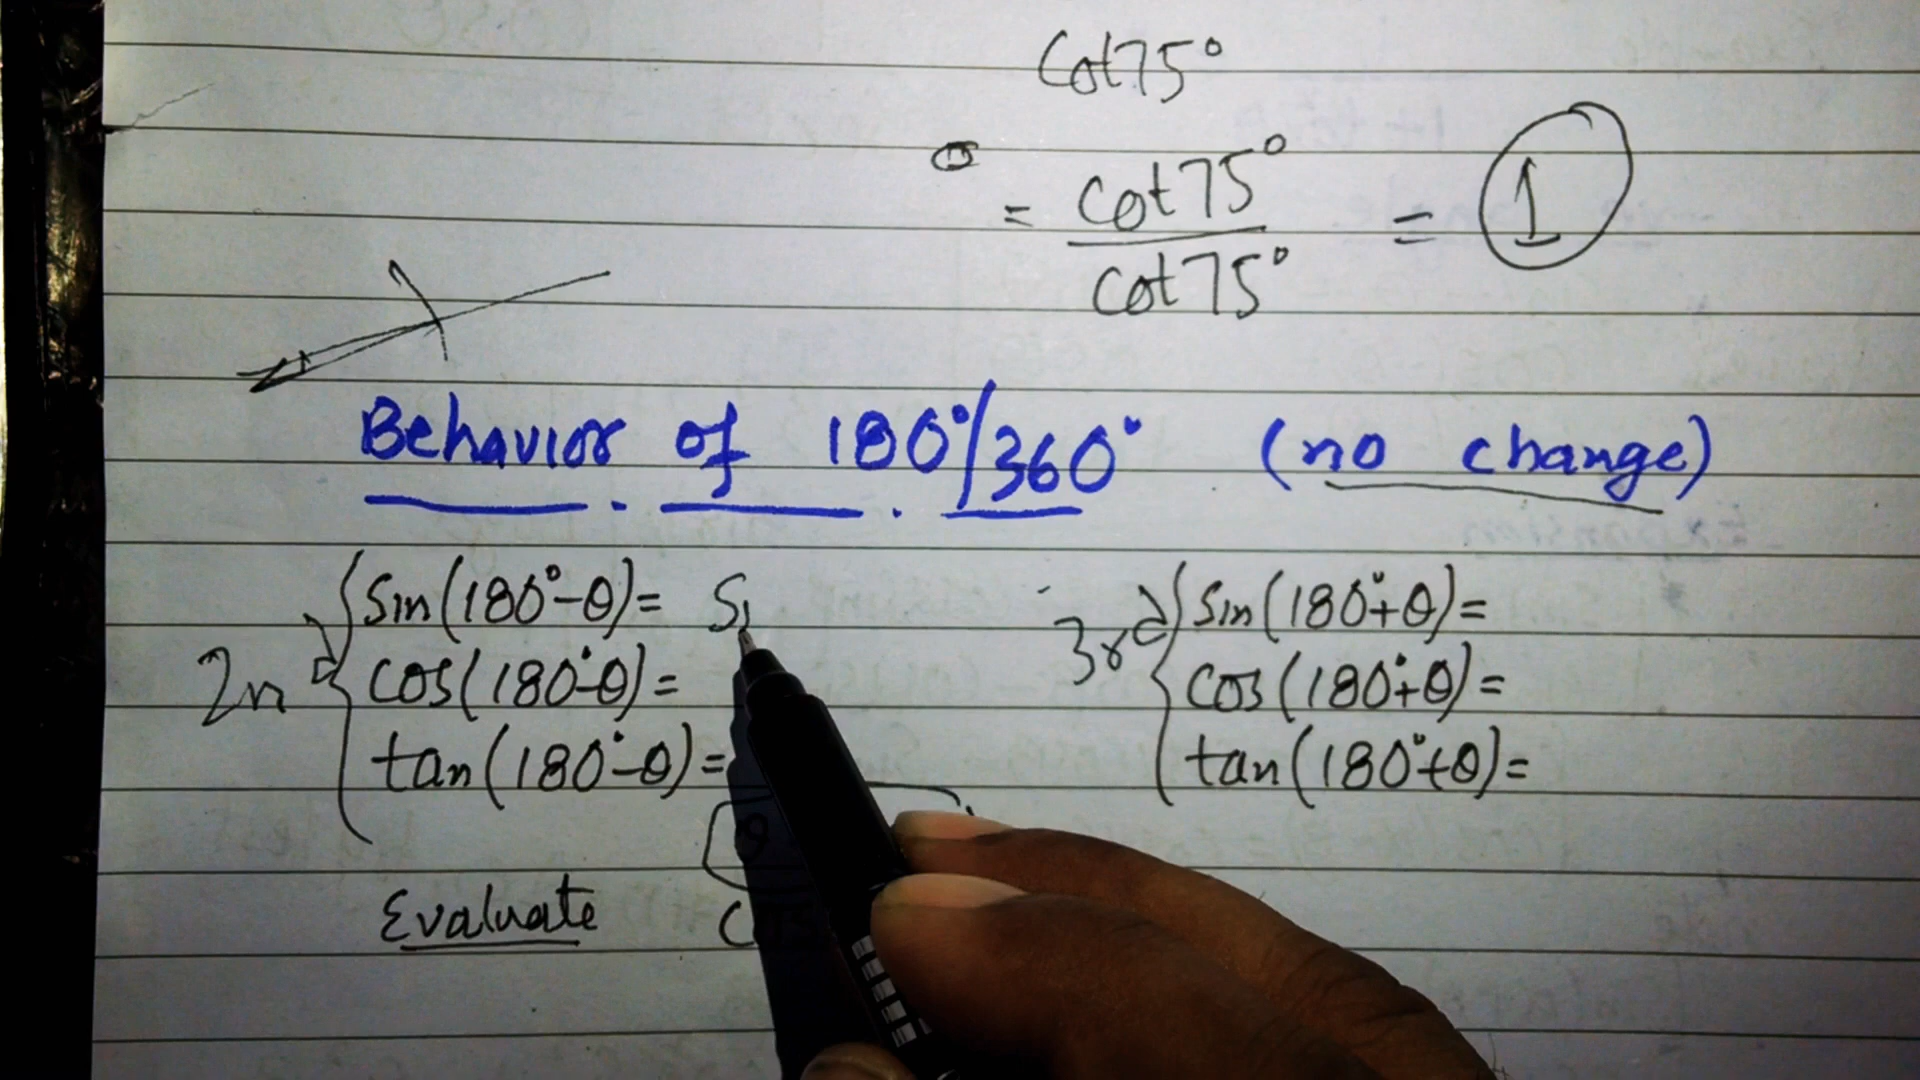 Cot75°
= cot75° / cot75° = 1
Behavior of 180°/360° (no change)
2nd
Sin(180°-θ)= Si
cos(180°-θ)=
tan(180°-θ)=
3rd
Sin(180°+θ)=
cos(180°+θ)=
tan(180°+θ)=
Evaluate